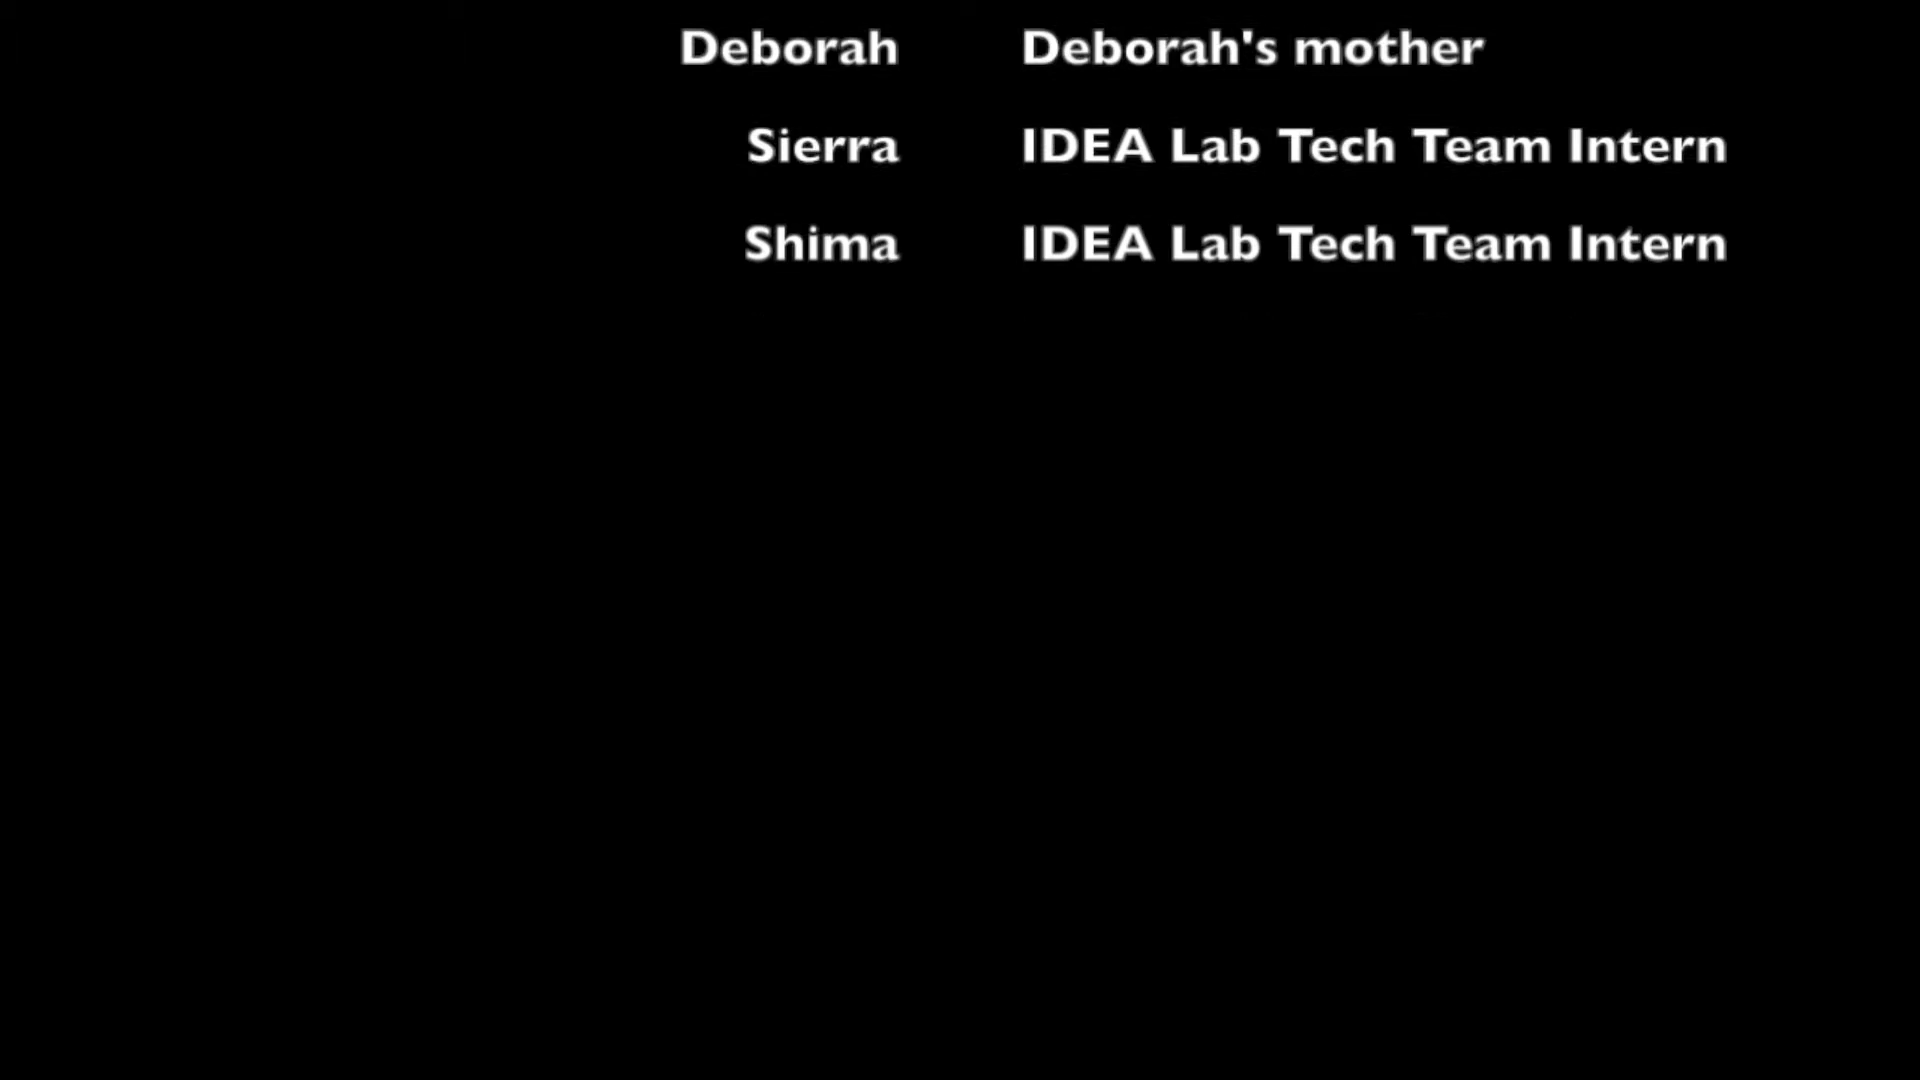 Deborah Deborah's mother
Sierra IDEA Lab Tech Team Intern
Shima IDEA Lab Tech Team Intern